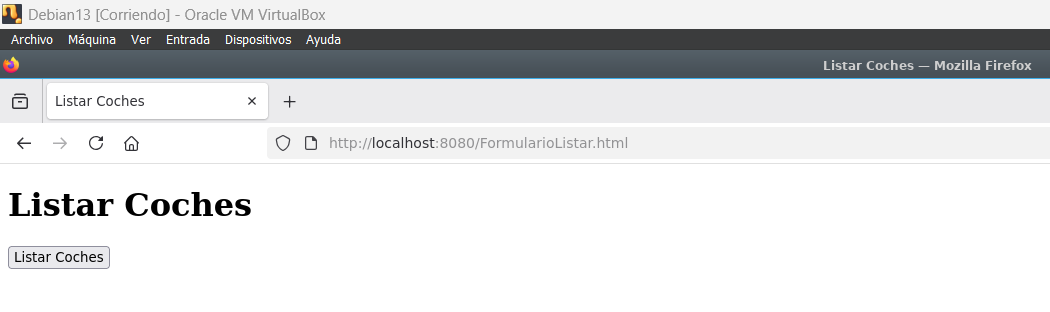 Debian13 [Corriendo] - Oracle VM VirtualBox
Archivo Máquina Ver Entrada Dispositivos Ayuda
Listar Coches — Mozilla Firefox
Listar Coches
http://localhost:8080/FormularioListar.html
Listar Coches
Listar Coches